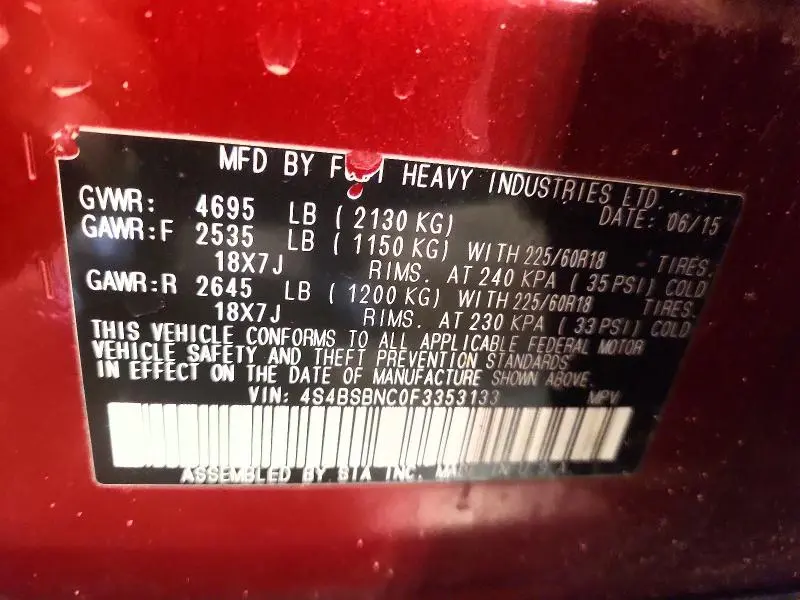 MFD BY FUJI HEAVY INDUSTRIES LTD.
DATE: 06/15
GVWR: 4695 LB ( 2130 KG)
GAWR:F 2535 LB ( 1150 KG) WITH 225/60R18 TIRES.
18X7J RIMS. AT 240 KPA ( 35 PSI) COLD
GAWR:R 2645 LB ( 1200 KG) WITH 225/60R18 TIRES.
18X7J RIMS. AT 230 KPA ( 33 PSI) COLD
THIS VEHICLE CONFORMS TO ALL APPLICABLE FEDERAL MOTOR
VEHICLE SAFETY AND THEFT PREVENTION STANDARDS
IN EFFECT ON THE DATE OF MANUFACTURE SHOWN ABOVE.
VIN: 4S4BSBNC0F3353133 MPV
ASSEMBLED BY SIA INC. MADE IN U.S.A.